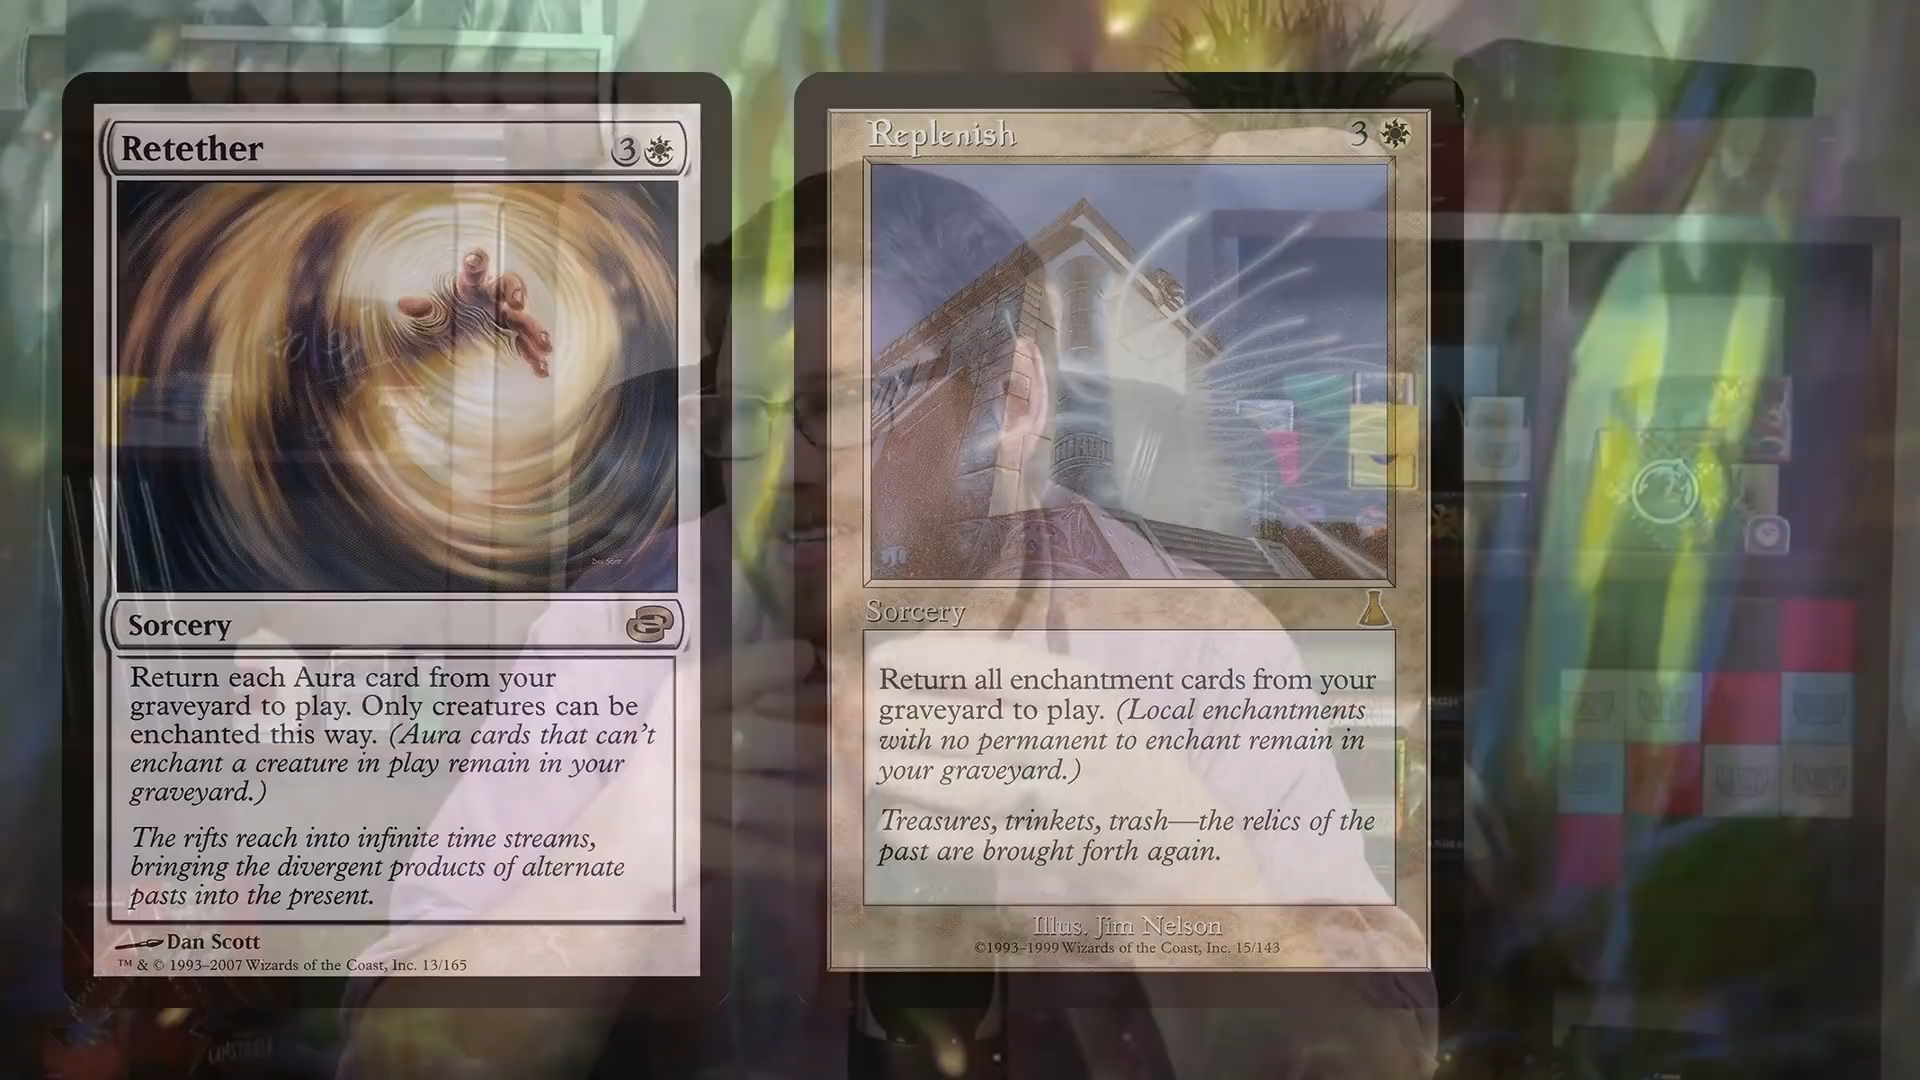 Retether
3
Sorcery
Return each Aura card from your
graveyard to play. Only creatures can be
enchanted this way. (Aura cards that can't
enchant a creature in play remain in your
graveyard.)
The rifts reach into infinite time streams,
bringing the divergent products of alternate
pasts into the present.
Dan Scott
™ & © 1993–2007 Wizards of the Coast, Inc. 13/165
Replenish
3
Sorcery
Return all enchantment cards from your
graveyard to play. (Local enchantments
with no permanent to enchant remain in
your graveyard.)
Treasures, trinkets, trash—the relics of the
past are brought forth again.
Illus. Jim Nelson
©1993–1999 Wizards of the Coast, Inc. 15/143